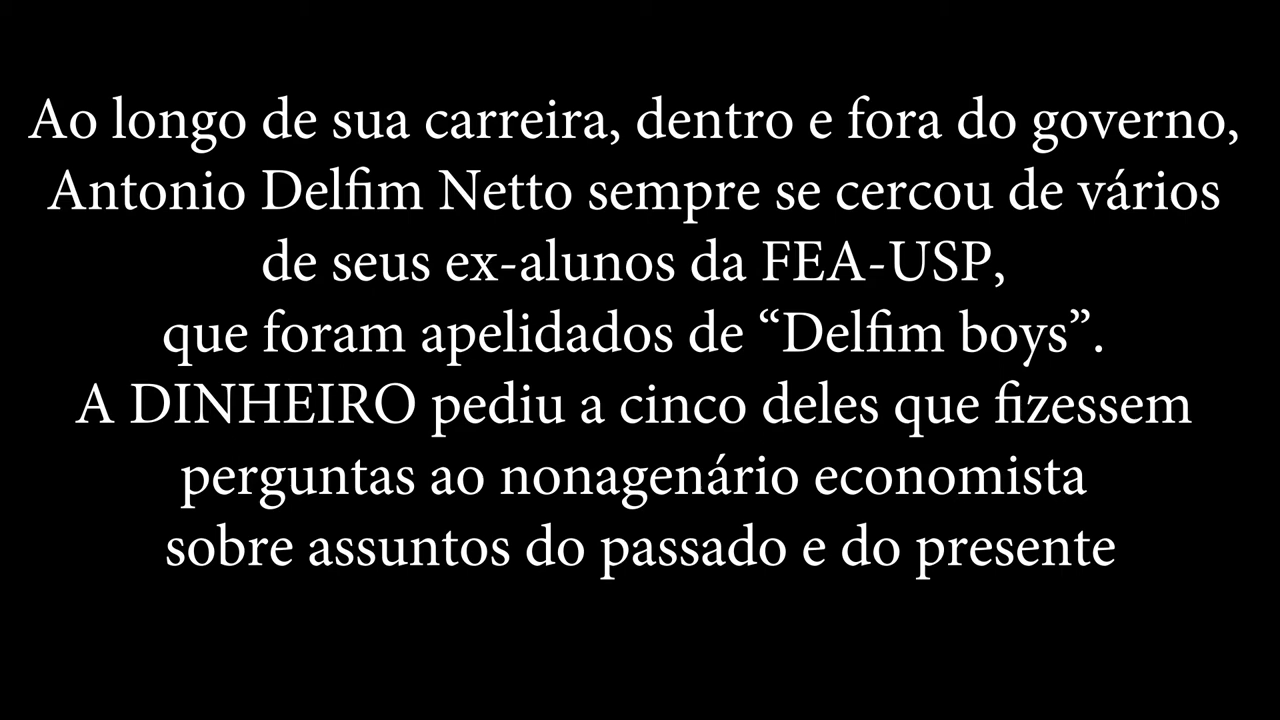 Ao longo de sua carreira, dentro e fora do governo,
Antonio Delfim Netto sempre se cercou de vários
de seus ex-alunos da FEA-USP,
que foram apelidados de “Delfim boys”.
A DINHEIRO pediu a cinco deles que fizessem
perguntas ao nonagenário economista
sobre assuntos do passado e do presente